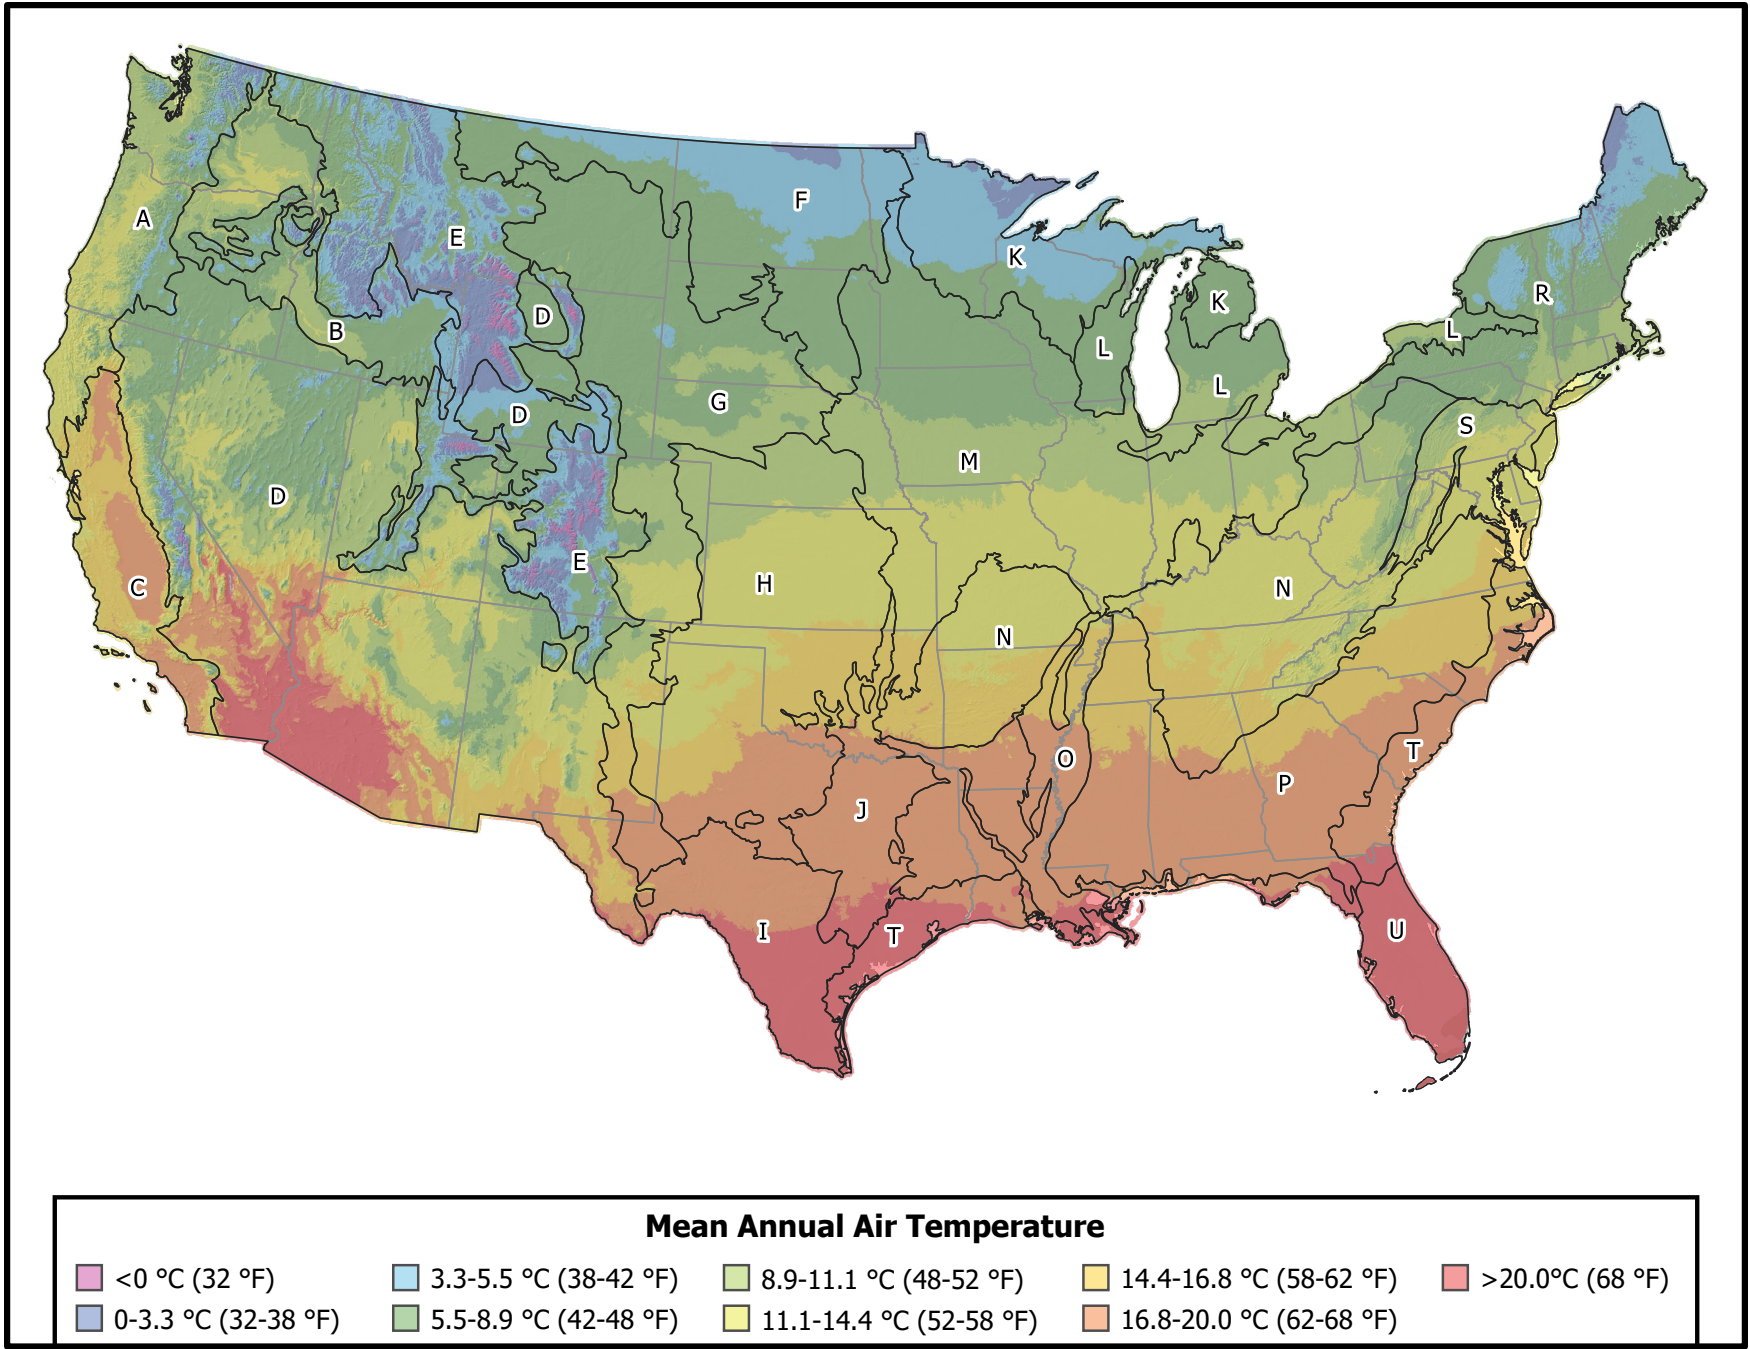 F
A
E
K
R
K
D
B
L
L
L
D
G
S
M
D
E
C
H
N
N
O
T
P
J
I
T
U
Mean Annual Air Temperature
<0 °C (32 °F)
3.3-5.5 °C (38-42 °F)
8.9-11.1 °C (48-52 °F)
14.4-16.8 °C (58-62 °F)
>20.0°C (68 °F)
0-3.3 °C (32-38 °F)
5.5-8.9 °C (42-48 °F)
11.1-14.4 °C (52-58 °F)
16.8-20.0 °C (62-68 °F)